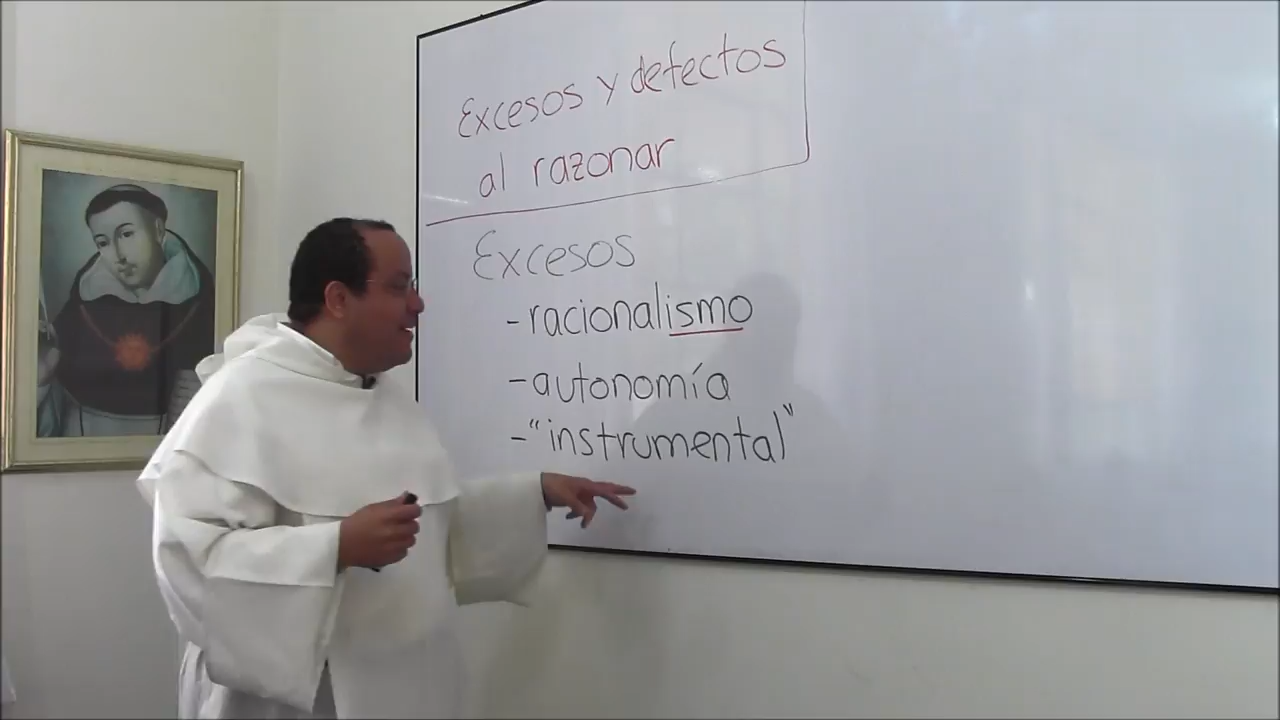 Excesos y defectos
al razonar
Excesos
- racionalismo
- autonomía
- "instrumental"